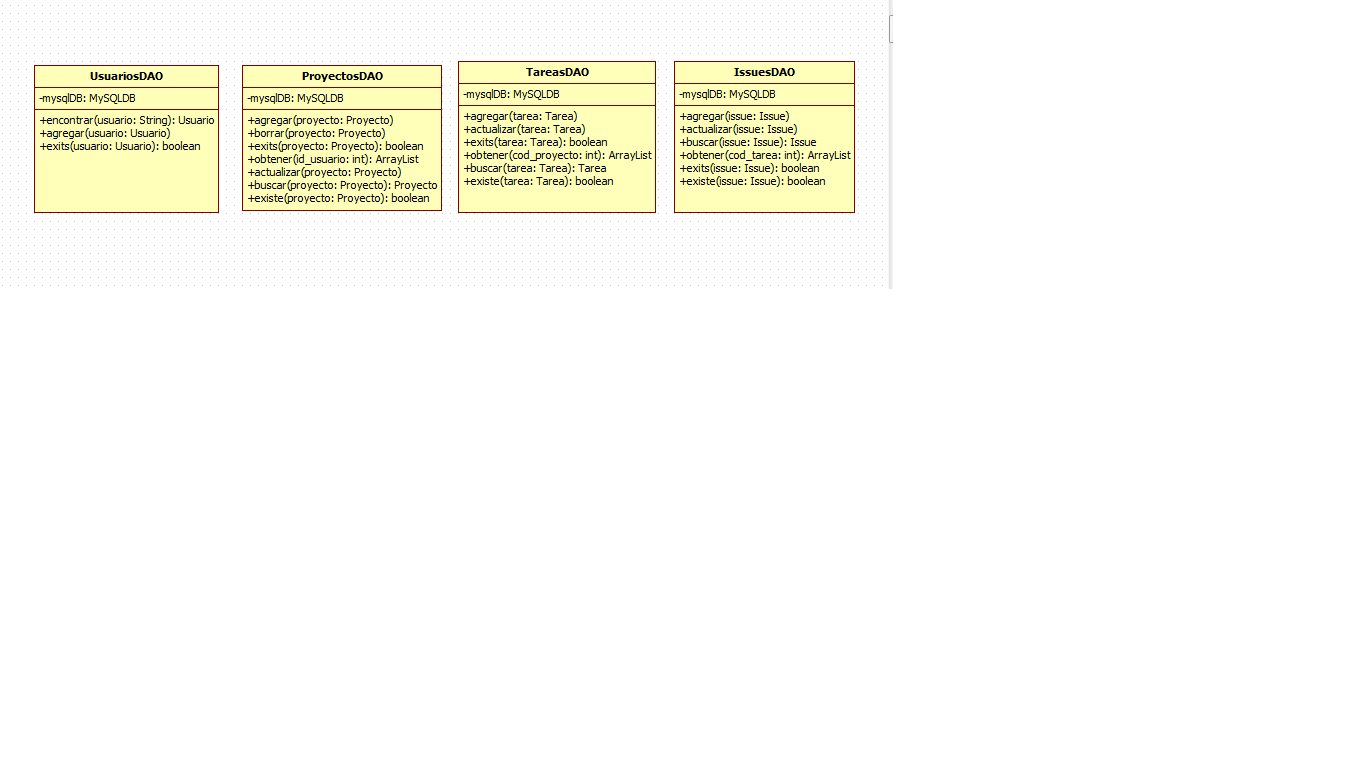 UsuariosDAO
-mysqlDB: MySQLDB
+encontrar(usuario: String): Usuario
+agregar(usuario: Usuario)
+exits(usuario: Usuario): boolean
ProyectosDAO
-mysqlDB: MySQLDB
+agregar(proyecto: Proyecto)
+borrar(proyecto: Proyecto)
+exits(proyecto: Proyecto): boolean
+obtener(id_usuario: int): ArrayList
+actualizar(proyecto: Proyecto)
+buscar(proyecto: Proyecto): Proyecto
+existe(proyecto: Proyecto): boolean
TareasDAO
-mysqlDB: MySQLDB
+agregar(tarea: Tarea)
+actualizar(tarea: Tarea)
+exits(tarea: Tarea): boolean
+obtener(cod_proyecto: int): ArrayList
+buscar(tarea: Tarea): Tarea
+existe(tarea: Tarea): boolean
IssuesDAO
-mysqlDB: MySQLDB
+agregar(issue: Issue)
+actualizar(issue: Issue)
+buscar(issue: Issue): Issue
+obtener(cod_tarea: int): ArrayList
+exits(issue: Issue): boolean
+existe(issue: Issue): boolean